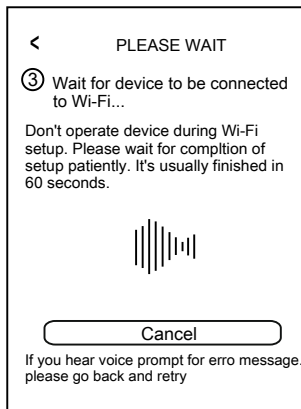 < PLEASE WAIT
③ Wait for device to be connected
to Wi-Fi...
Don't operate device during Wi-Fi
setup. Please wait for compltion of
setup patiently. It's usually finished in
60 seconds.
Cancel
If you hear voice prompt for erro message.
please go back and retry